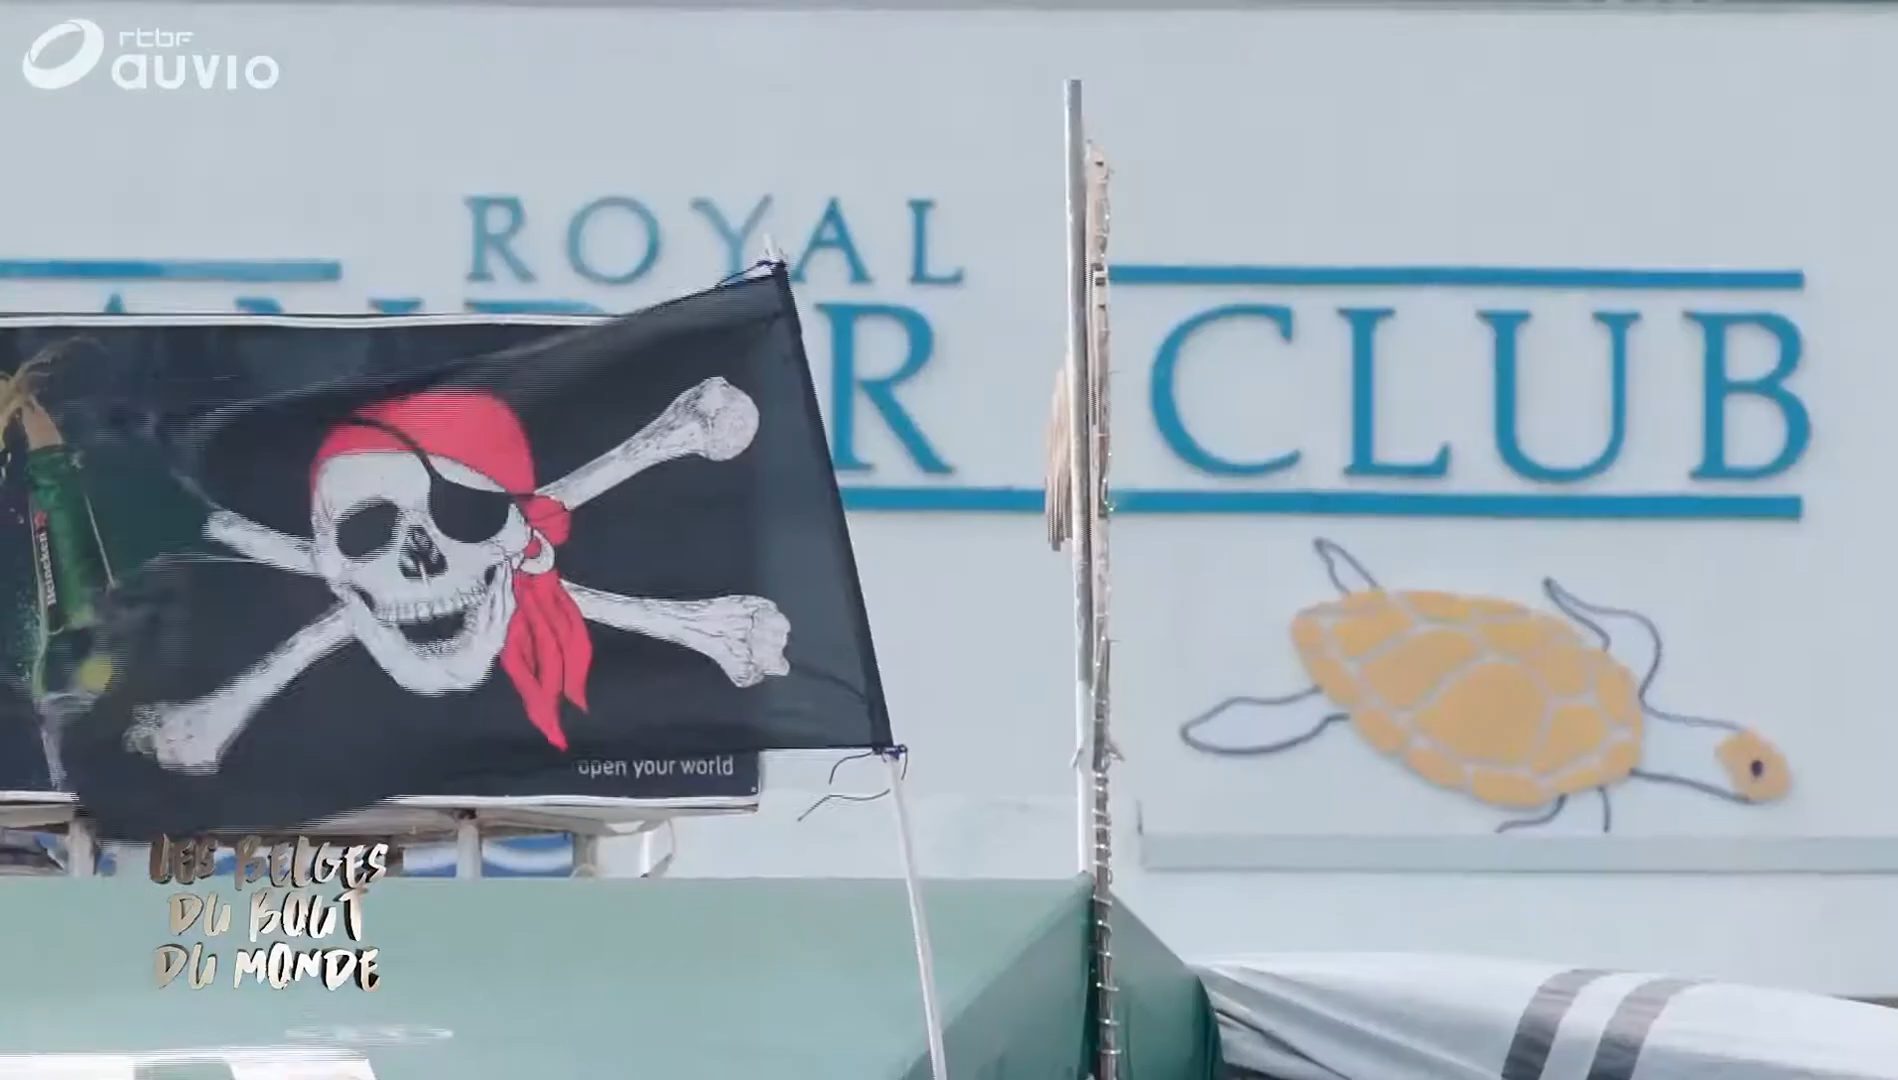 rtbf
auvio
ROYAL
CLUB
Heineken
open your world
LES BELGES
DU BOUT
DU MONDE